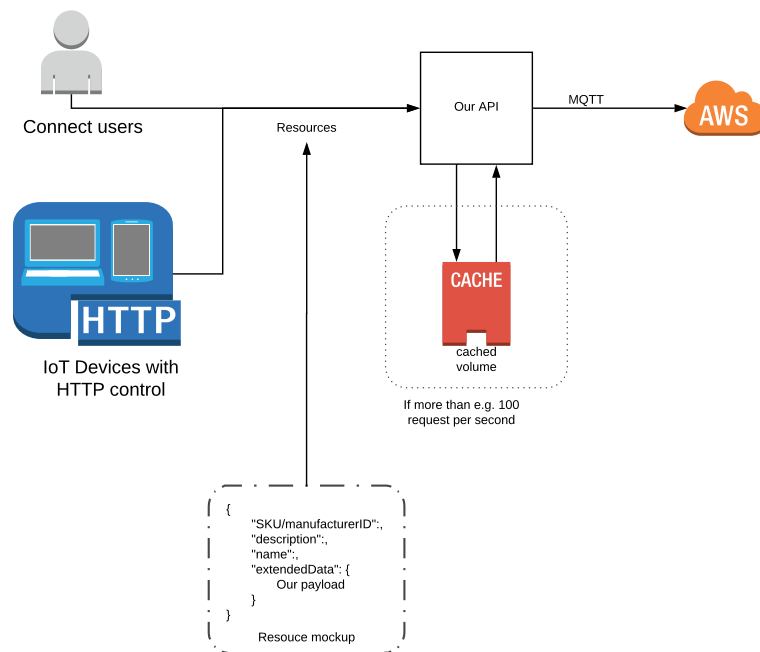 Connect users
Resources
Our API
MQTT
AWS
HTTP
IoT Devices with
HTTP control
CACHE
cached
volume
If more than e.g. 100
request per second
{
"SKU/manufacturerID":,
"description":,
"name":,
"extendedData": {
Our payload
}
}
Resouce mockup